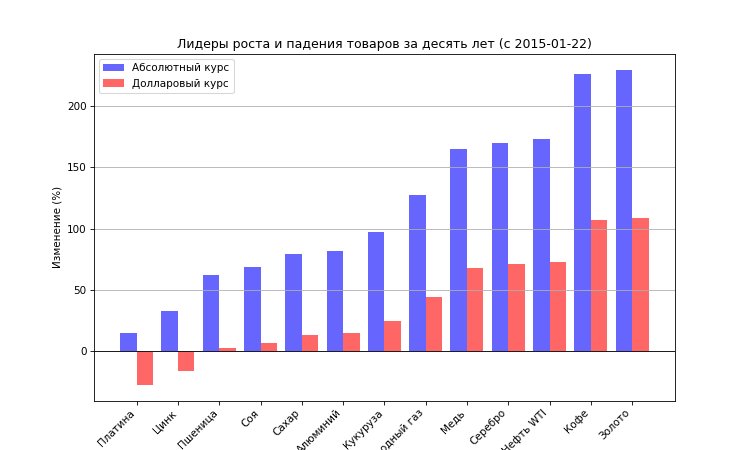 Лидеры роста и падения товаров за десять лет (с 2015-01-22)
Абсолютный курс
Долларовый курс
Изменение (%)
200
150
100
50
0
Платина
Цинк
Пшеница
Соя
Сахар
Алюминий
Кукуруза
газ
Медь
Серебро
Нефть WTI
Кофе
Золото